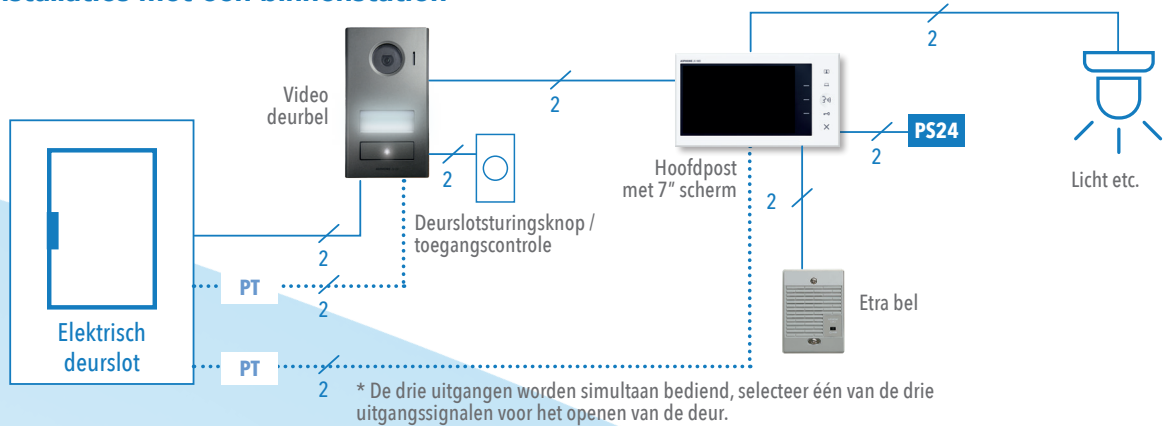 2
2
Video
deurbel
PS24
2
2
Hoofdpost
met 7” scherm
Licht etc.
2
Deurslotsturingsknop /
toegangscontrole
2
PT
2
Etra bel
Elektrisch
deurslot
PT
2
* De drie uitgangen worden simultaan bediend, selecteer één van de drie
uitgangssignalen voor het openen van de deur.